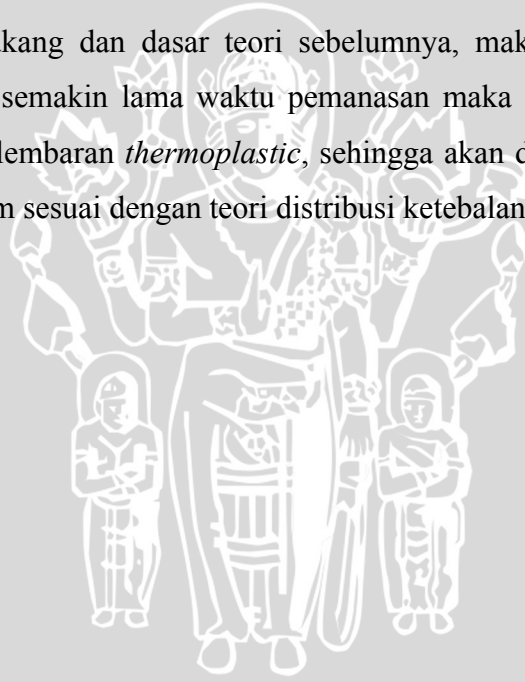 akang dan dasar teori sebelumnya, mak
semakin lama waktu pemanasan maka
lembaran thermoplastic, sehingga akan d
m sesuai dengan teori distribusi ketebalan